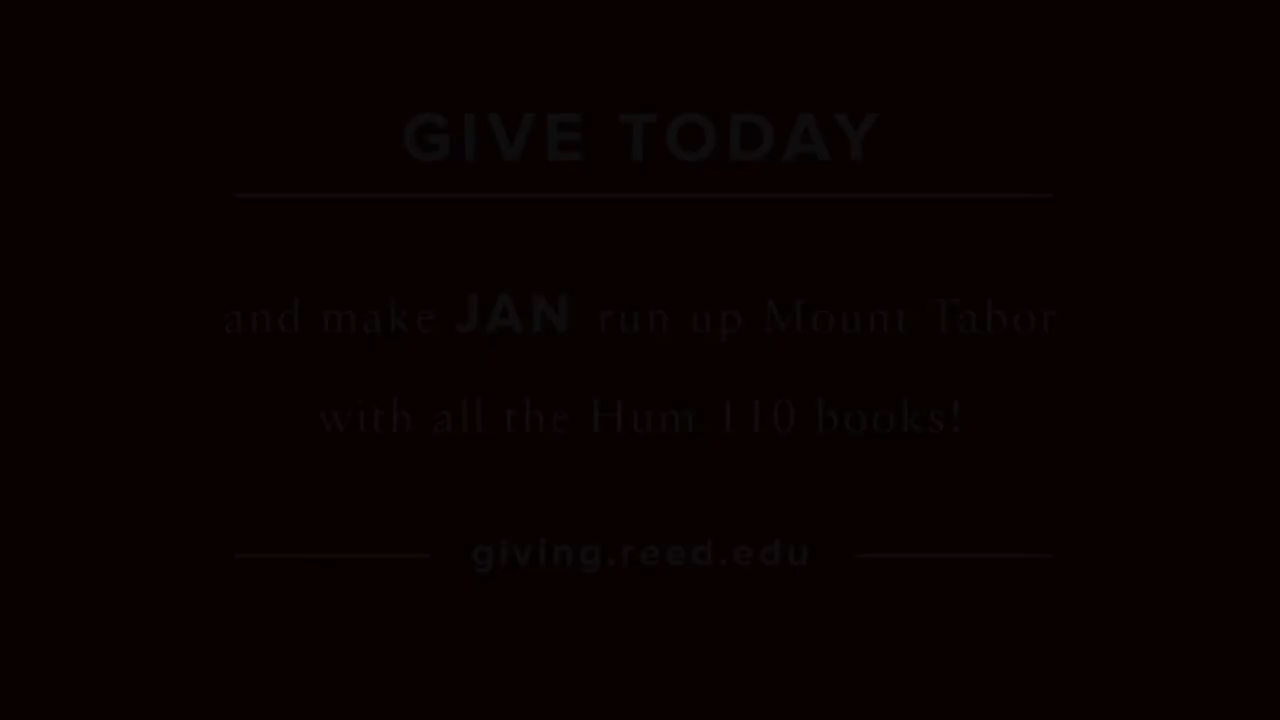 GIVE TODAY
and make JAN run up Mount Tabor
with all the Hum 110 books!
giving.reed.edu